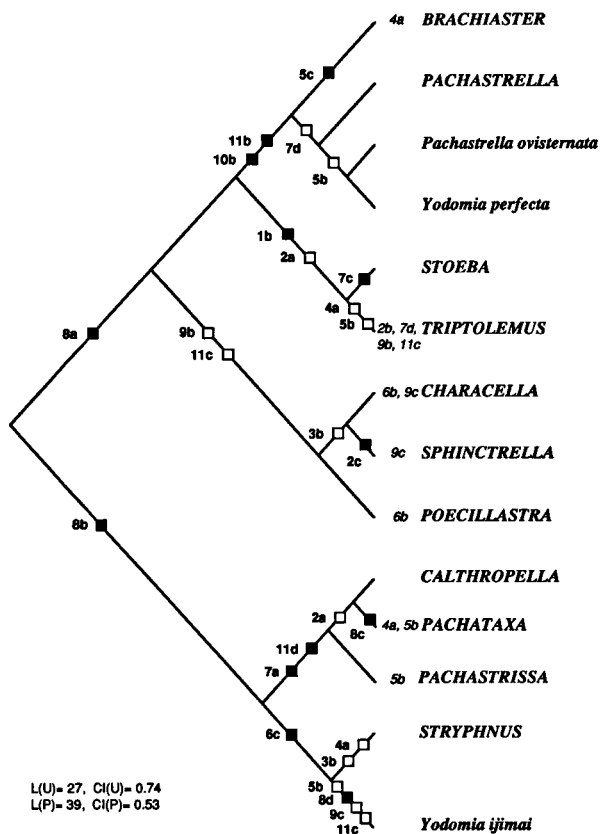 4a BRACHIASTER
5c
PACHASTRELLA
11b
10b
7d
Pachastrella ovisternata
5b
Yodomia perfecta
1b
2a
7c
STOEBA
4a
5b
2b, 7d,
TRIPTOLEMUS
9b, 11c
8a
9b
11c
6b, 9c CHARACELLA
3b
2c
9c SPHINCTRELLA
6b POECILLASTRA
8b
CALTHROPELLA
2a
8c
4a, 5b PACHATAXA
11d
7a
5b PACHASTRISSA
6c
STRYPHNUS
4a
3b
5b
8d
9c
11c
Yodomia ijimai
L(U)= 27, CI(U)= 0.74
L(P)= 39, CI(P)= 0.53